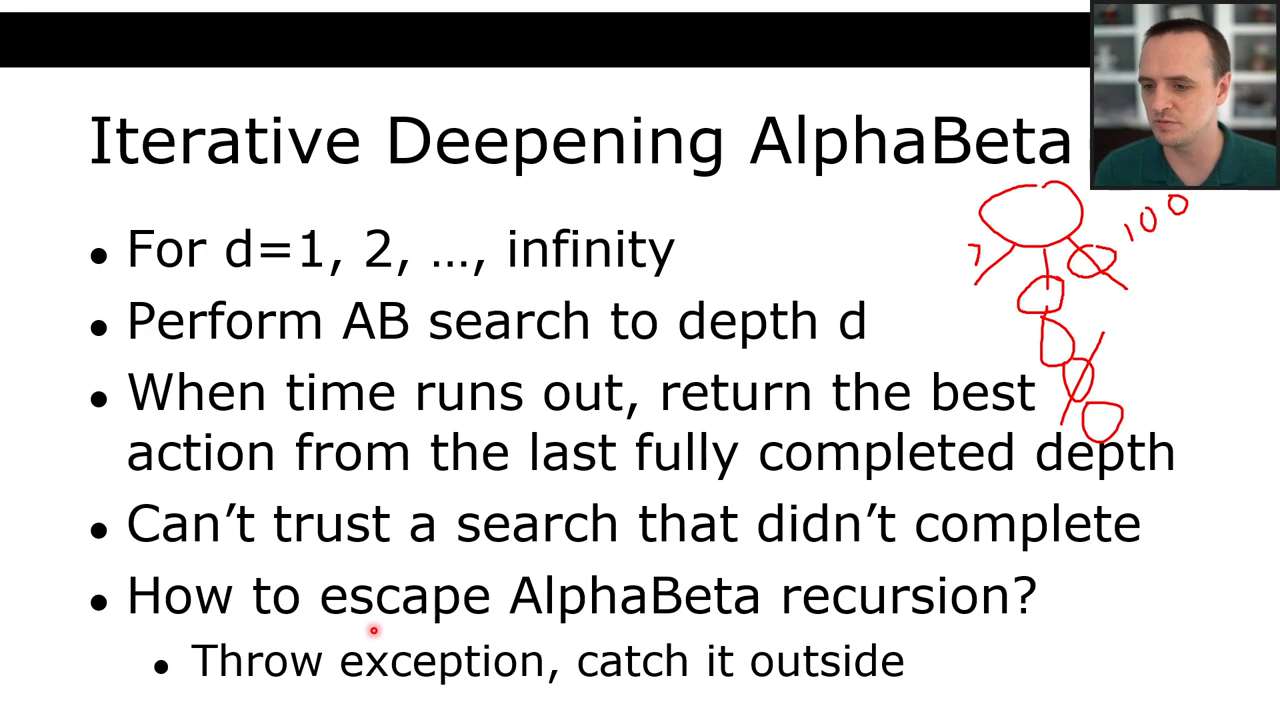 Iterative Deepening AlphaBeta
• For d=1, 2, …, infinity
• Perform AB search to depth d
• When time runs out, return the best
action from the last fully completed depth
• Can’t trust a search that didn’t complete
• How to escape AlphaBeta recursion?
• Throw exception, catch it outside
7
100